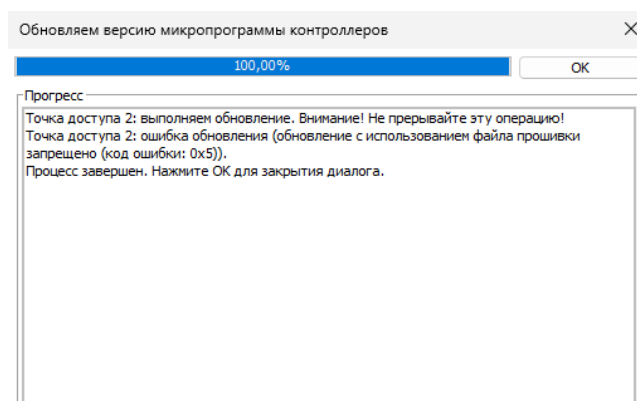 Обновляем версию микропрограммы контроллеров
100,00%
OK
Прогресс
Точка доступа 2: выполняем обновление. Внимание! Не прерывайте эту операцию!
Точка доступа 2: ошибка обновления (обновление с использованием файла прошивки
запрещено (код ошибки: 0x5)).
Процесс завершен. Нажмите ОК для закрытия диалога.